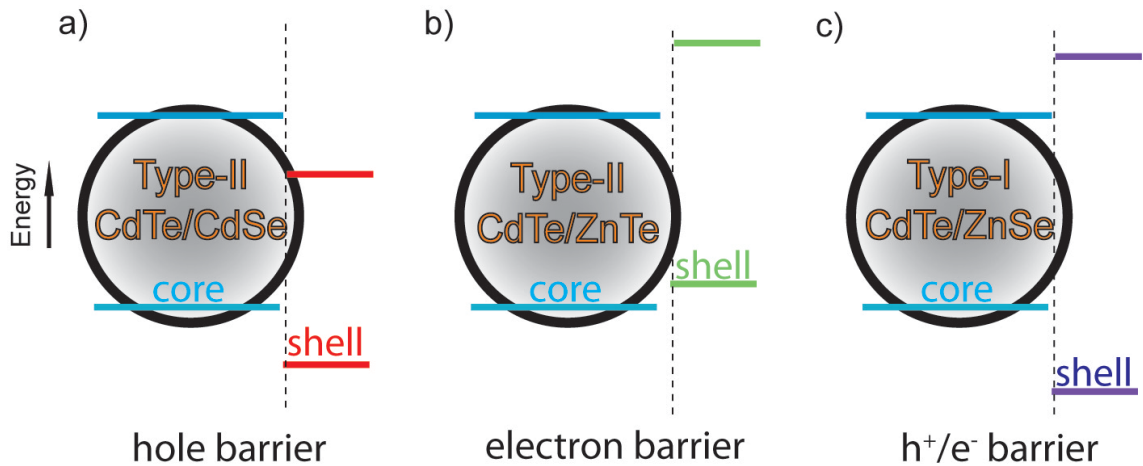 a)
b)
c)
Energy
Type-II
CdTe/CdSe
core
shell
hole barrier
Type-II
CdTe/ZnTe
core
shell
electron barrier
Type-I
CdTe/ZnSe
core
shell
h⁺/e⁻ barrier